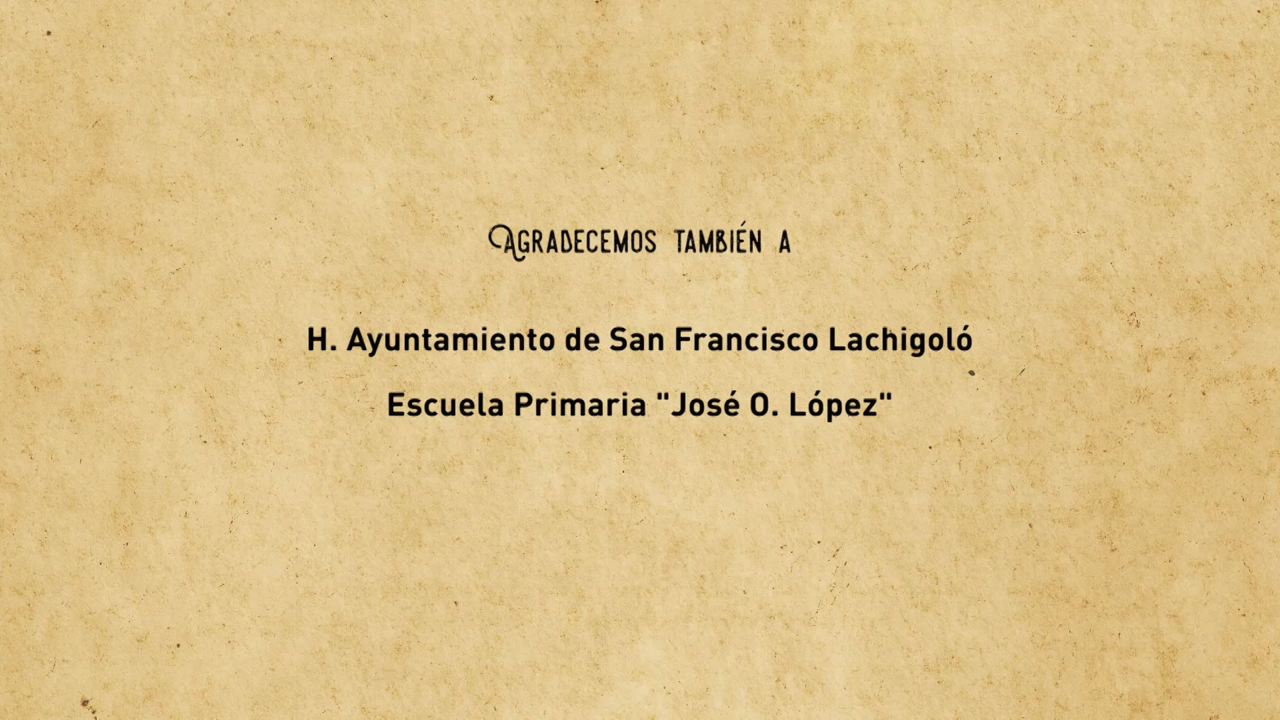 Agradecemos también a
H. Ayuntamiento de San Francisco Lachigoló
Escuela Primaria "José O. López"